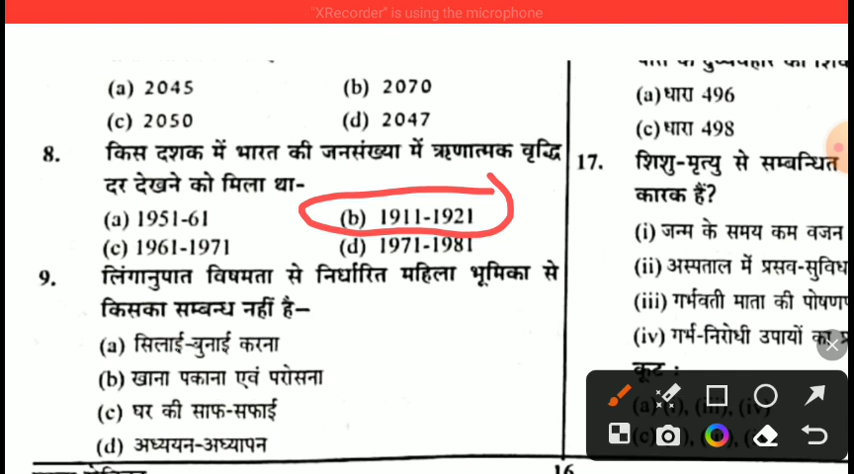 "XRecorder" is using the microphone
(a) 2045 (b) 2070
(c) 2050 (d) 2047
8. किस दशक में भारत की जनसंख्या में ऋणात्मक वृद्धि
दर देखने को मिला था-
(a) 1951-61 (b) 1911-1921
(c) 1961-1971 (d) 1971-1981
9. लिंगानुपात विषमता से निर्धारित महिला भूमिका से
किसका सम्बन्ध नहीं है–
(a) सिलाई-बुनाई करना
(b) खाना पकाना एवं परोसना
(c) घर की साफ-सफाई
(d) अध्ययन-अध्यापन
16
(a) धारा 496
(c) धारा 498
17. शिशु-मृत्यु से सम्बन्धित
कारक हैं?
(i) जन्म के समय कम वजन
(ii) अस्पताल में प्रसव-सुविध
(iii) गर्भवती माता की पोषण
(iv) गर्भ-निरोधी उपायों का
कूट :
(a) (i), (iii), (iv)
(c)